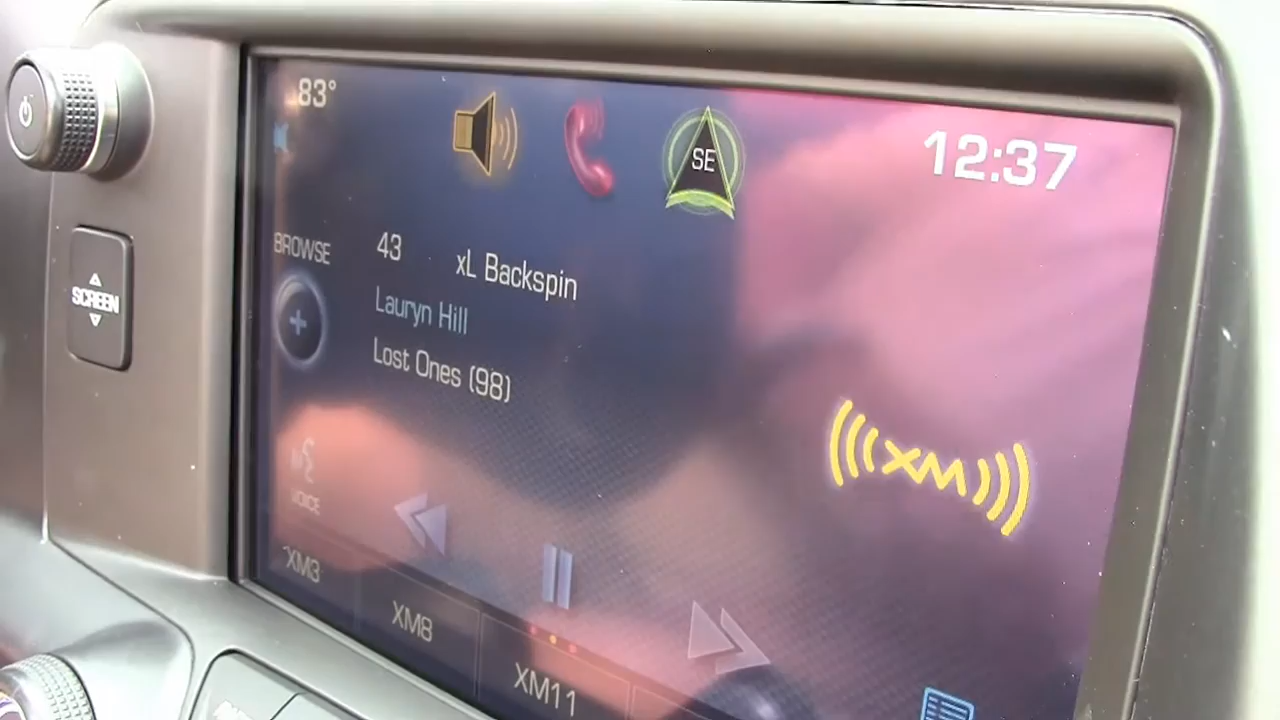 83°
SE
12:37
SCREEN
BROWSE
43 xL Backspin
Lauryn Hill
Lost Ones (98)
XM
VOICE
XM3
XM8
XM11